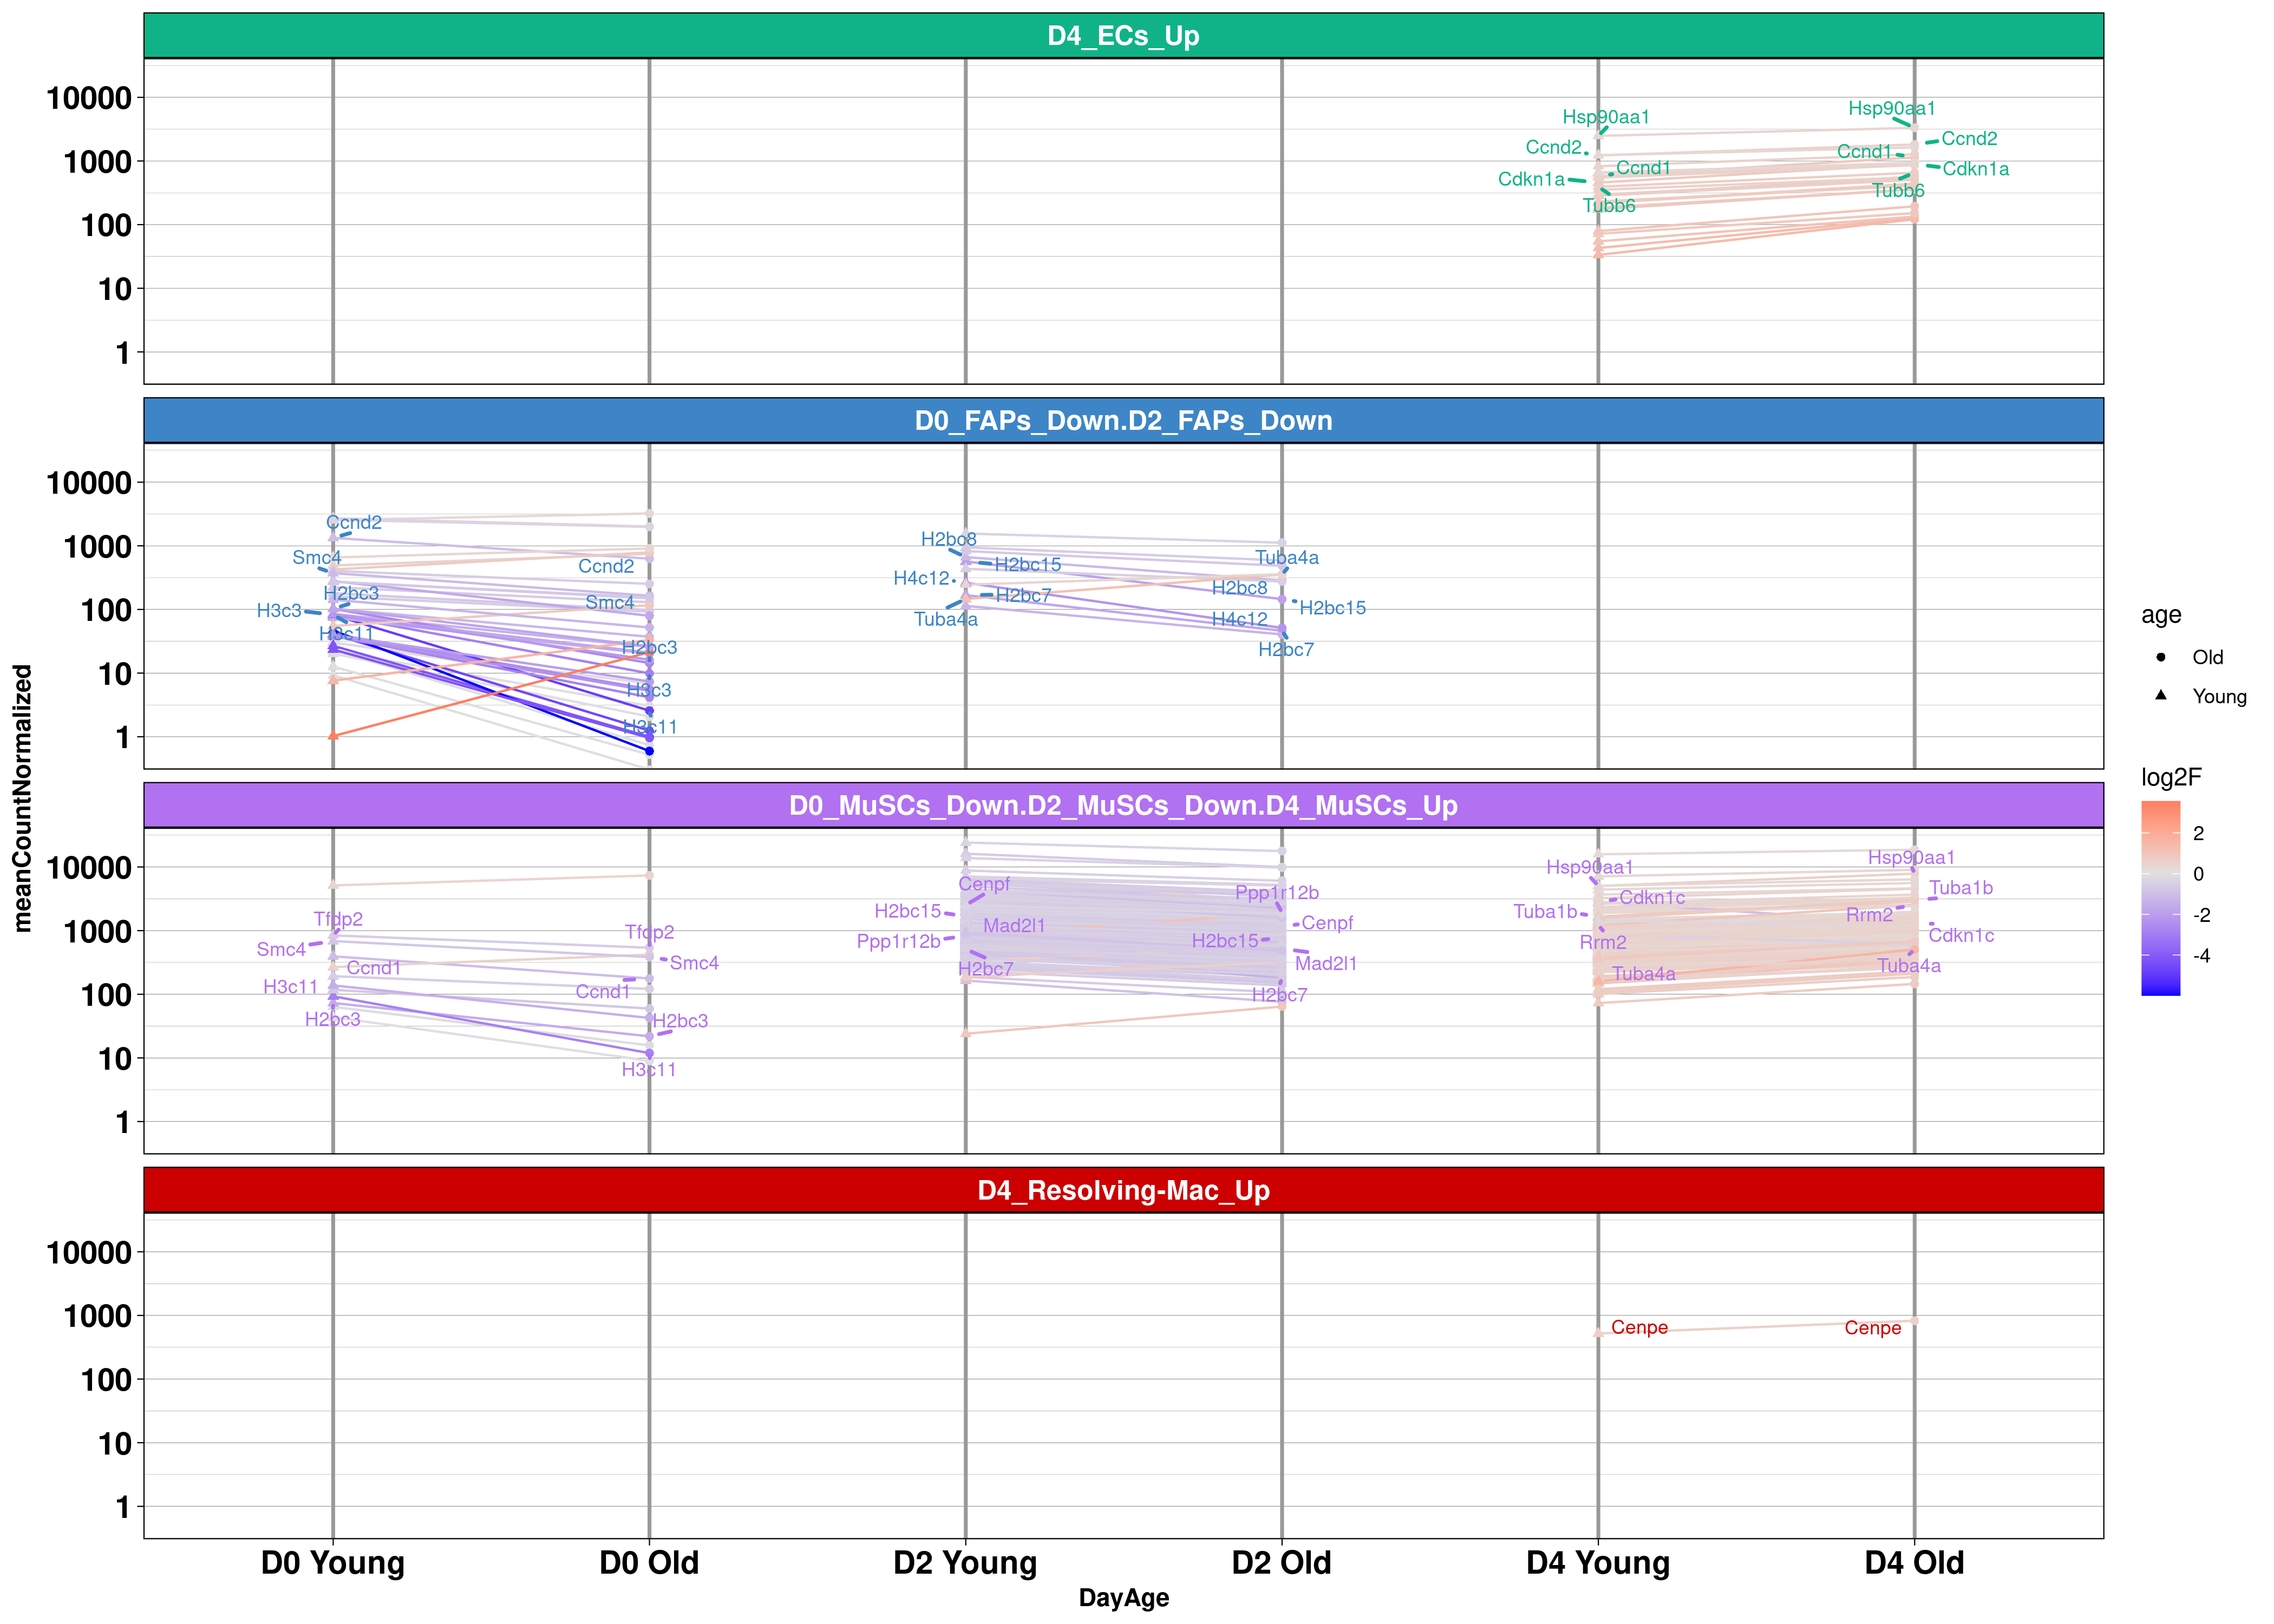 D4_ECs_Up
10000
1000
100
10
1
Hsp90aa1
Ccnd2
Ccnd1
Cdkn1a
Tubb6
Hsp90aa1
Ccnd2
Ccnd1
Cdkn1a
Tubb6
D0_FAPs_Down.D2_FAPs_Down
10000
1000
100
10
1
Ccnd2
Smc4
H2bc3
H3c3
H3c11
Ccnd2
Smc4
H2bc3
H3c3
H3c11
H2bc8
H2bc15
H4c12
H2bc7
Tuba4a
Tuba4a
H2bc8
H2bc15
H4c12
H2bc7
D0_MuSCs_Down.D2_MuSCs_Down.D4_MuSCs_Up
10000
1000
100
10
1
Tfdp2
Smc4
Ccnd1
H3c11
H2bc3
Tfdp2
Smc4
Ccnd1
H2bc3
H3c11
Cenpf
H2bc15
Mad2l1
Ppp1r12b
H2bc7
Ppp1r12b
Cenpf
H2bc15
Mad2l1
H2bc7
Hsp90aa1
Cdkn1c
Tuba1b
Rrm2
Tuba4a
Hsp90aa1
Tuba1b
Rrm2
Cdkn1c
Tuba4a
D4_Resolving-Mac_Up
10000
1000
100
10
1
Cenpe
Cenpe
D0 Young
D0 Old
D2 Young
D2 Old
D4 Young
D4 Old
DayAge
meanCountNormalized
age
Old
Young
log2F
2
0
-2
-4